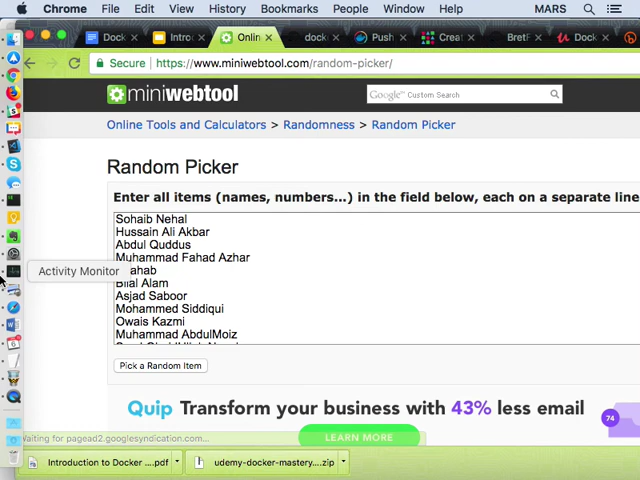 Chrome File Edit View History Bookmarks People Window Help MARS
Dock Introd Onlin docke Push Creat BretF Dock
Secure https://www.miniwebtool.com/random-picker/
miniwebtool
Google™ Custom Search
Online Tools and Calculators > Randomness > Random Picker
Random Picker
Enter all items (names, numbers...) in the field below, each on a separate line
Sohaib Nehal
Hussain Ali Akbar
Abdul Quddus
Muhammad Fahad Azhar
ahab
Activity Monitor
Bilal Alam
Asjad Saboor
Mohammed Siddiqui
Owais Kazmi
Muhammad AbdulMoiz
Pick a Random Item
Quip Transform your business with 43% less email
74
LEARN MORE
Waiting for pagead2.googlesyndication.com...
Introduction to Docker ....pdf
udemy-docker-mastery....zip